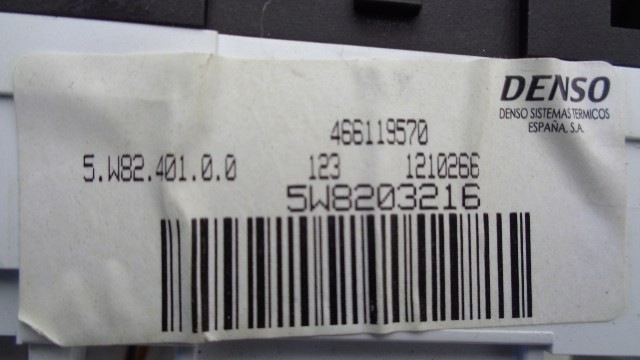 DENSO
DENSO SISTEMAS TERMICOS
ESPAÑA, S.A.
466119570
5.W82.401.0.0 123 1210266
5W8203216